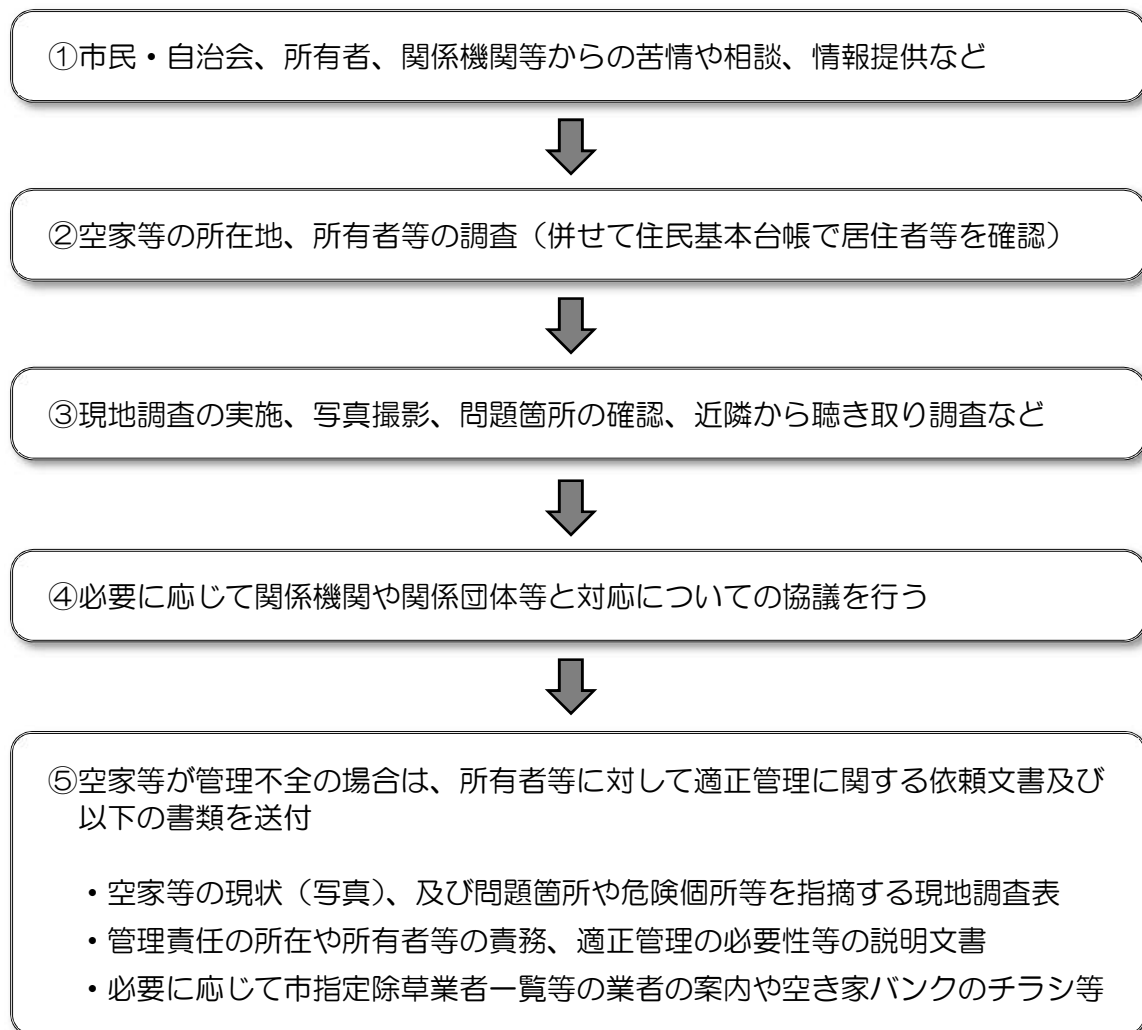 ①市民・自治会、所有者、関係機関等からの苦情や相談、情報提供など
②空家等の所在地、所有者等の調査（併せて住民基本台帳で居住者等を確認）
③現地調査の実施、写真撮影、問題箇所の確認、近隣から聴き取り調査など
④必要に応じて関係機関や関係団体等と対応についての協議を行う
⑤空家等が管理不全の場合は、所有者等に対して適正管理に関する依頼文書及び
以下の書類を送付
・空家等の現状（写真）、及び問題箇所や危険個所等を指摘する現地調査表
・管理責任の所在や所有者等の責務、適正管理の必要性等の説明文書
・必要に応じて市指定除草業者一覧等の業者の案内や空き家バンクのチラシ等